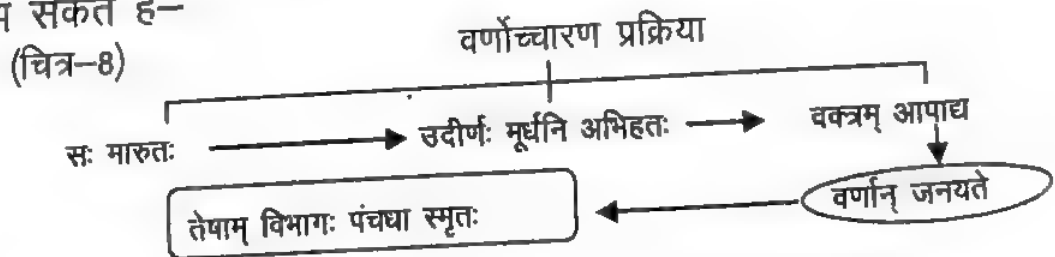 सकते हैं–
(चित्र–8)
वर्णोच्चारण प्रक्रिया
सः मारुतः उदीर्णः मूर्धनि अभिहतः वक्त्रम् आपाद्य
वर्णान् जनयते
तेषाम् विभागः पंचधा स्मृतः